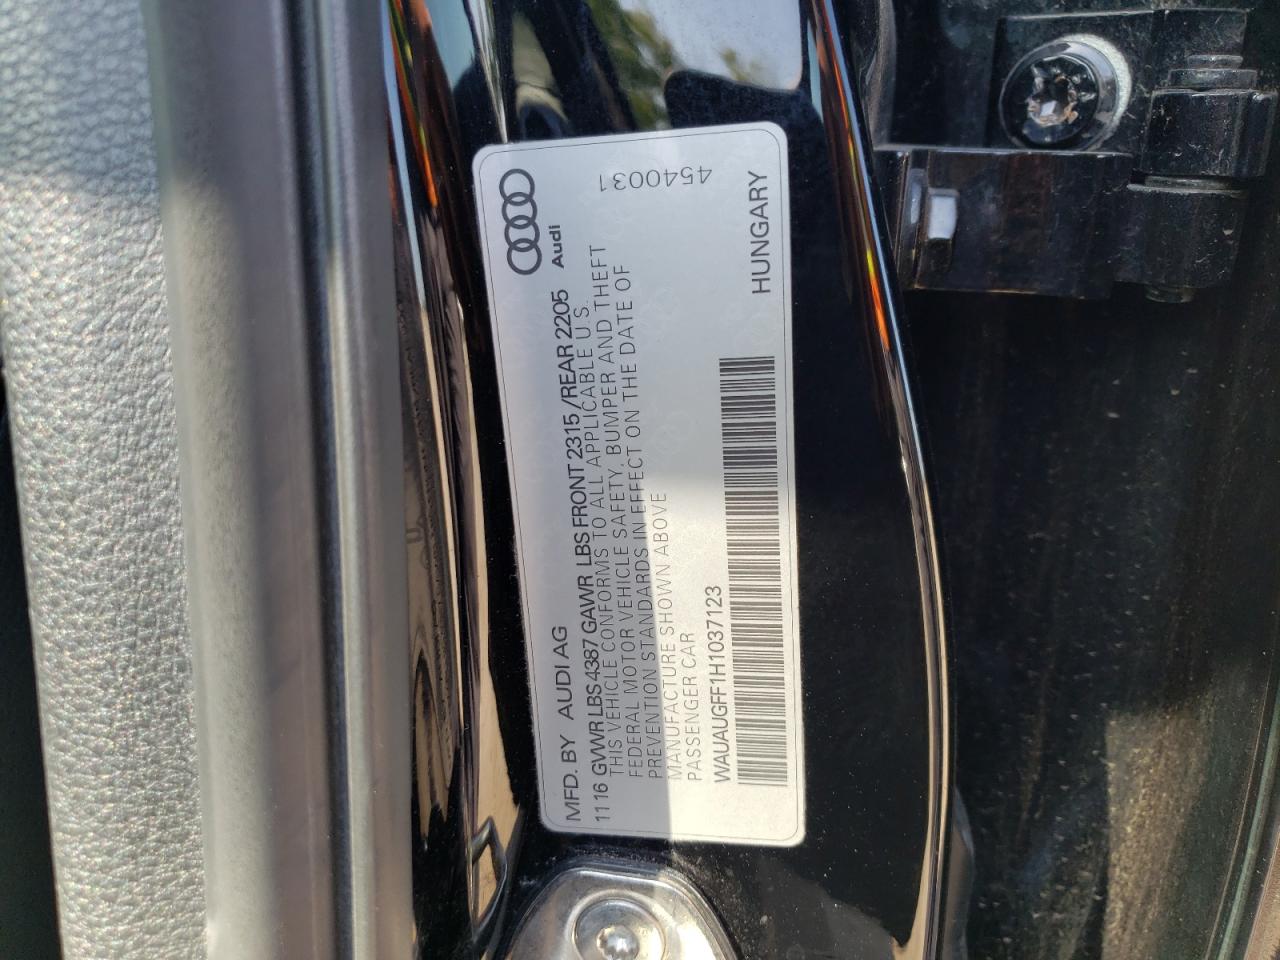 MFD. BY AUDI AG
Audi
1116 GVWR LBS 4387 GAWR LBS FRONT 2315 /REAR 2205
THIS VEHICLE CONFORMS TO ALL APPLICABLE U.S.
FEDERAL MOTOR VEHICLE SAFETY, BUMPER AND THEFT
PREVENTION STANDARDS IN EFFECT ON THE DATE OF
MANUFACTURE SHOWN ABOVE
PASSENGER CAR
4540031
WAUAUGFF1H1037123
HUNGARY